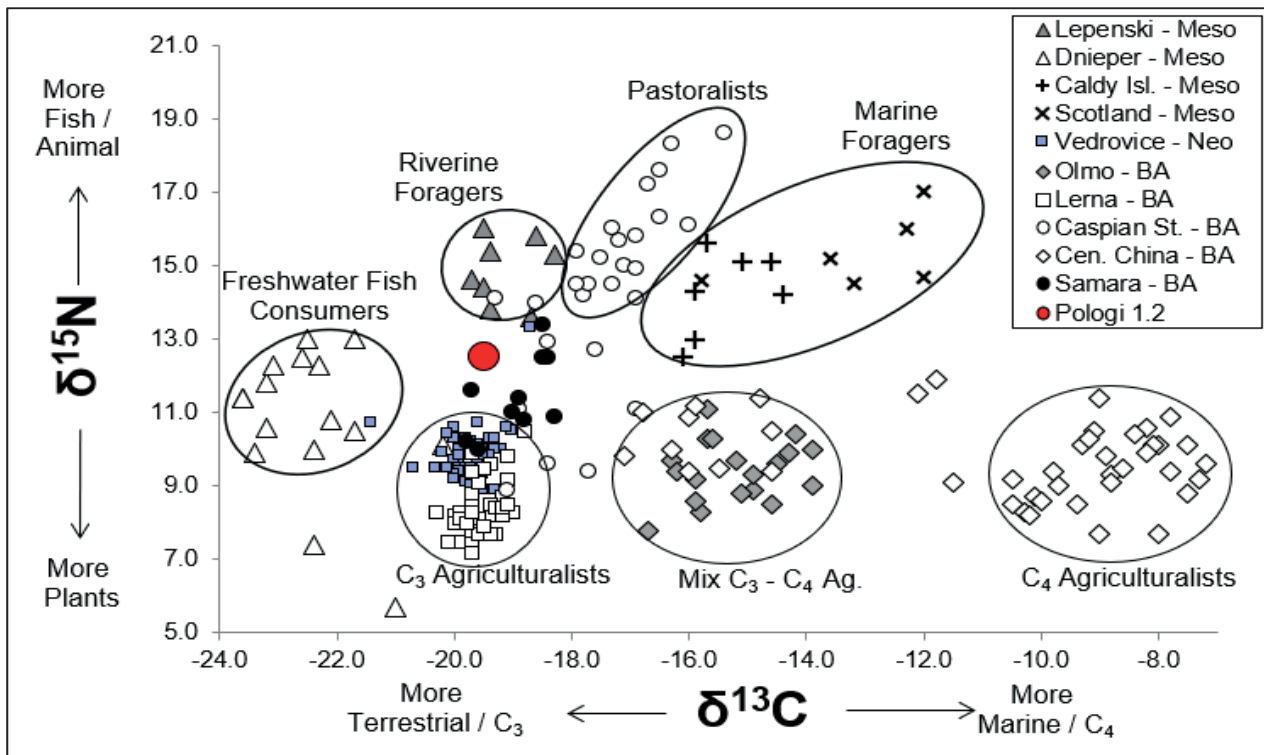 21.0
19.0
17.0
15.0
13.0
11.0
9.0
7.0
5.0
More
Fish /
Animal
δ¹⁵N
More
Plants
Pastoralists
Marine
Foragers
Riverine
Foragers
Freshwater Fish
Consumers
C₃ Agriculturalists
Mix C₃ - C₄ Ag.
C₄ Agriculturalists
Lepenski - Meso
Dnieper - Meso
Caldy Isl. - Meso
Scotland - Meso
Vedrovice - Neo
Olmo - BA
Lerna - BA
Caspian St. - BA
Cen. China - BA
Samara - BA
Pologi 1.2
-24.0 -22.0 -20.0 -18.0 -16.0 -14.0 -12.0 -10.0 -8.0
More
Terrestrial / C₃
δ¹³C
More
Marine / C₄